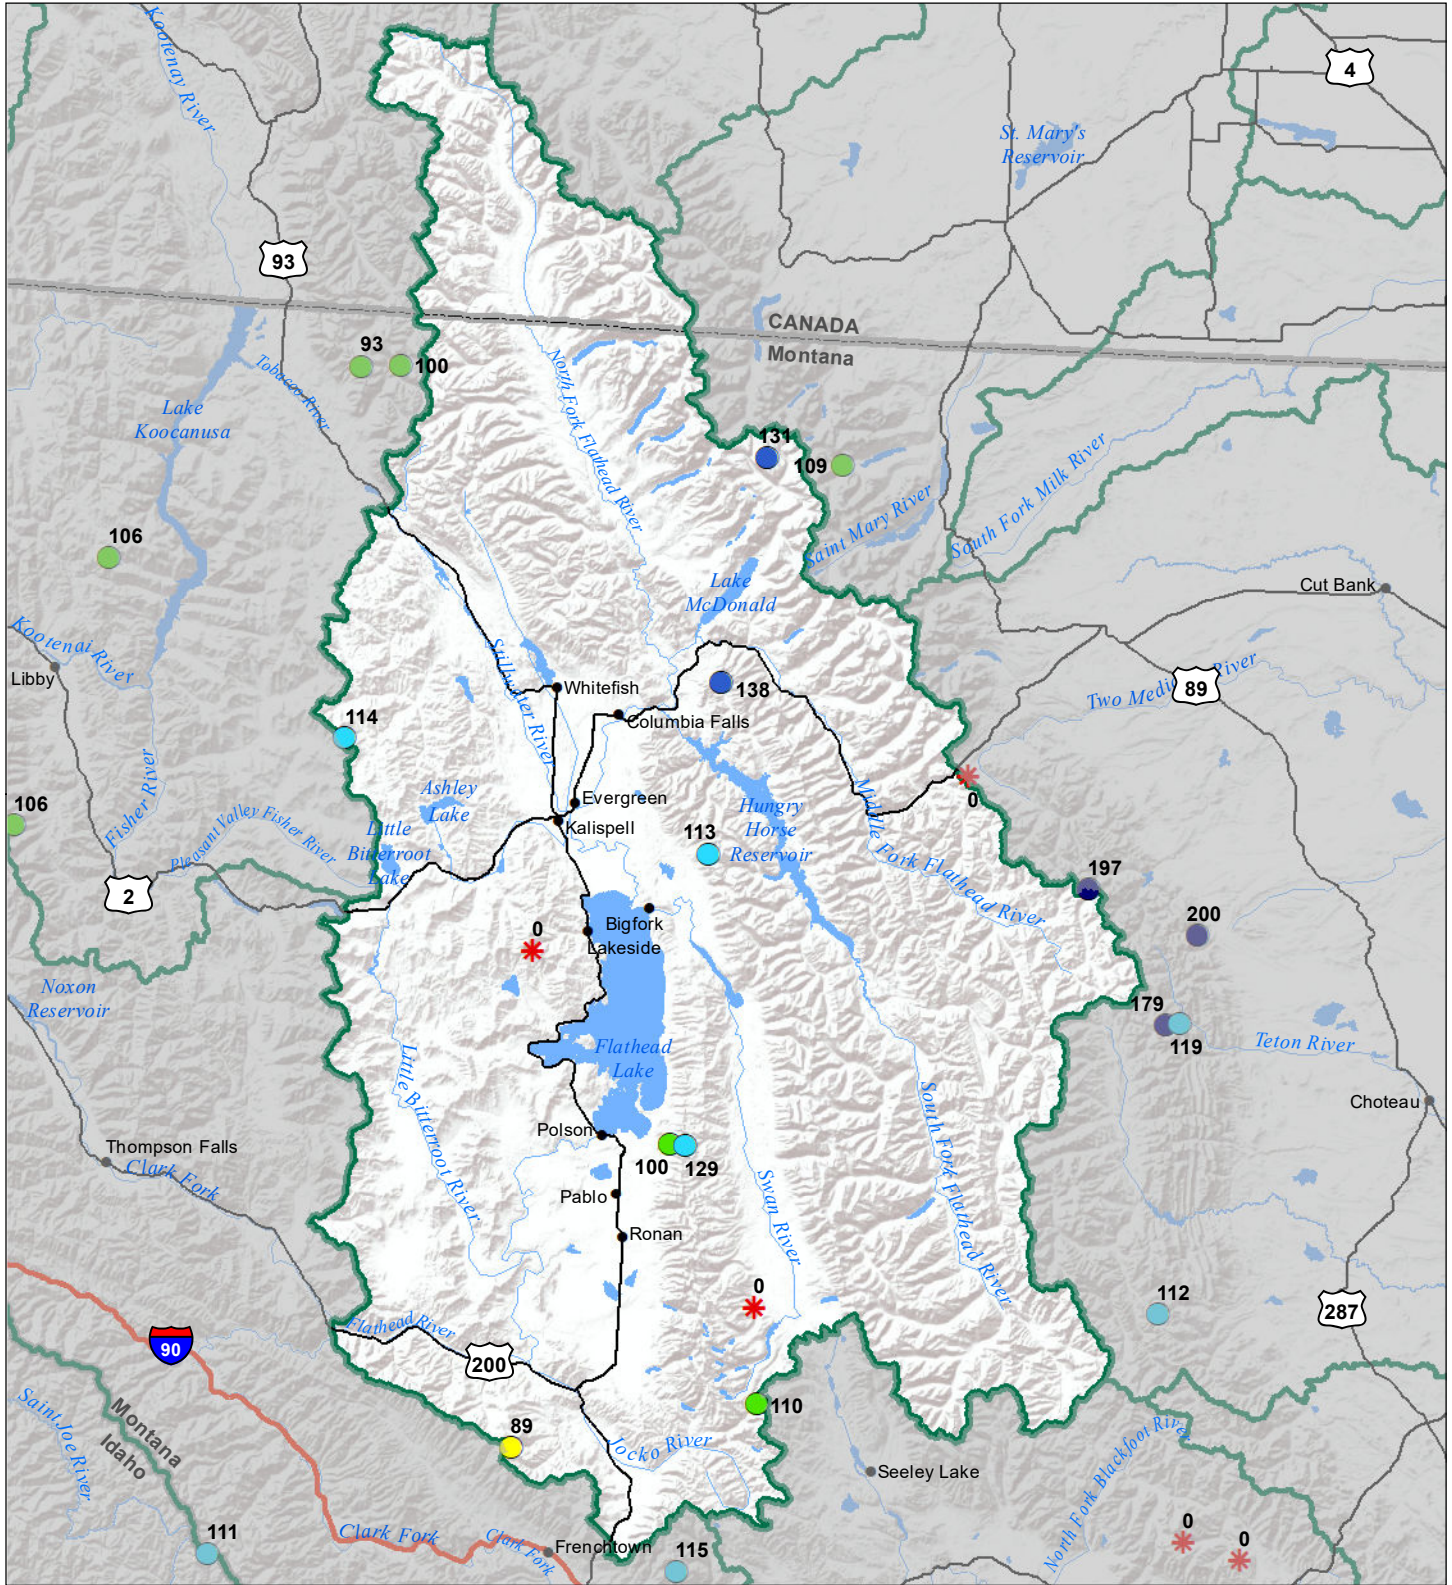 Kootenay River
4
St. Mary's
Reservoir
93
CANADA
Montana
93
100
Tobacco River
North Fork Flathead River
Lake
Koocanusa
131
109
South Fork Milk River
Saint Mary River
106
Lake
McDonald
Cut Bank
Kootenai River
Libby
Stillwater River
Whitefish
138
Two Medi
River
89
Columbia Falls
114
Fisher River
0
Ashley
Lake
Evergreen
Hungry
Horse
Reservoir
Middle Fork Flathead River
106
Pleasant Valley Fisher River
Little
Bitterroot
Lake
Kalispell
113
2
197
200
Bigfork
0
Lakeside
Noxon
Reservoir
179
119
Teton River
Flathead
Lake
Little Bitterroot River
South Fork Flathead River
Choteau
Polson
Thompson Falls
Clark Fork
100
129
Swan River
Pablo
Ronan
0
112
287
Flathead River
90
200
110
Saint Joe River
Montana
Idaho
89
Jocko River
North Fork Blackfoot River
Seeley Lake
0
0
111
Clark Fork
Clark Fork
Frenchtown
115